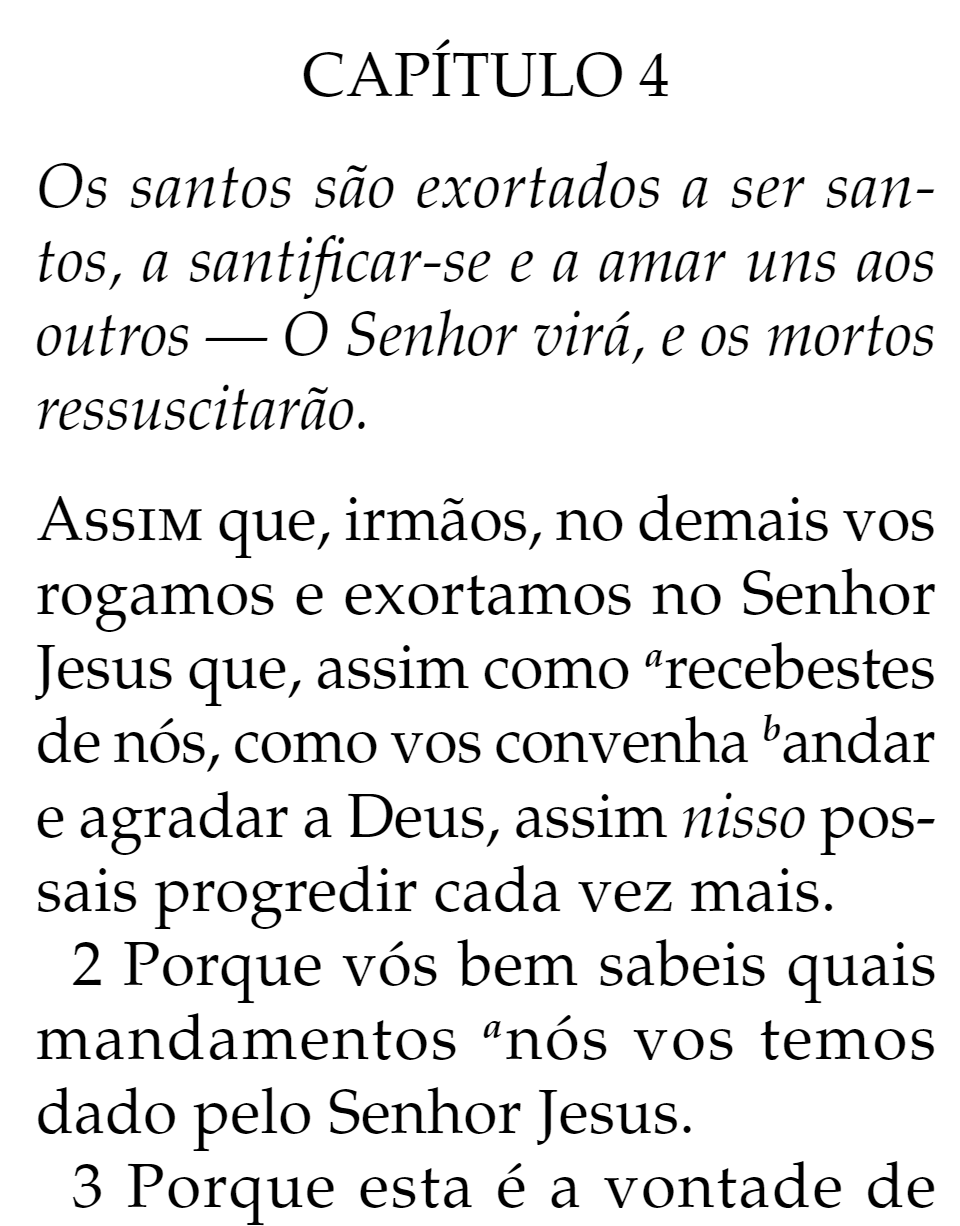 CAPÍTULO 4
Os santos são exortados a ser san-
tos, a santificar-se e a amar uns aos
outros — O Senhor virá, e os mortos
ressuscitarão.
Assim que, irmãos, no demais vos
rogamos e exortamos no Senhor
Jesus que, assim como arecebestes
de nós, como vos convenha bandar
e agradar a Deus, assim nisso pos-
sais progredir cada vez mais.
2 Porque vós bem sabeis quais
mandamentos anós vos temos
dado pelo Senhor Jesus.
3 Porque esta é a vontade de